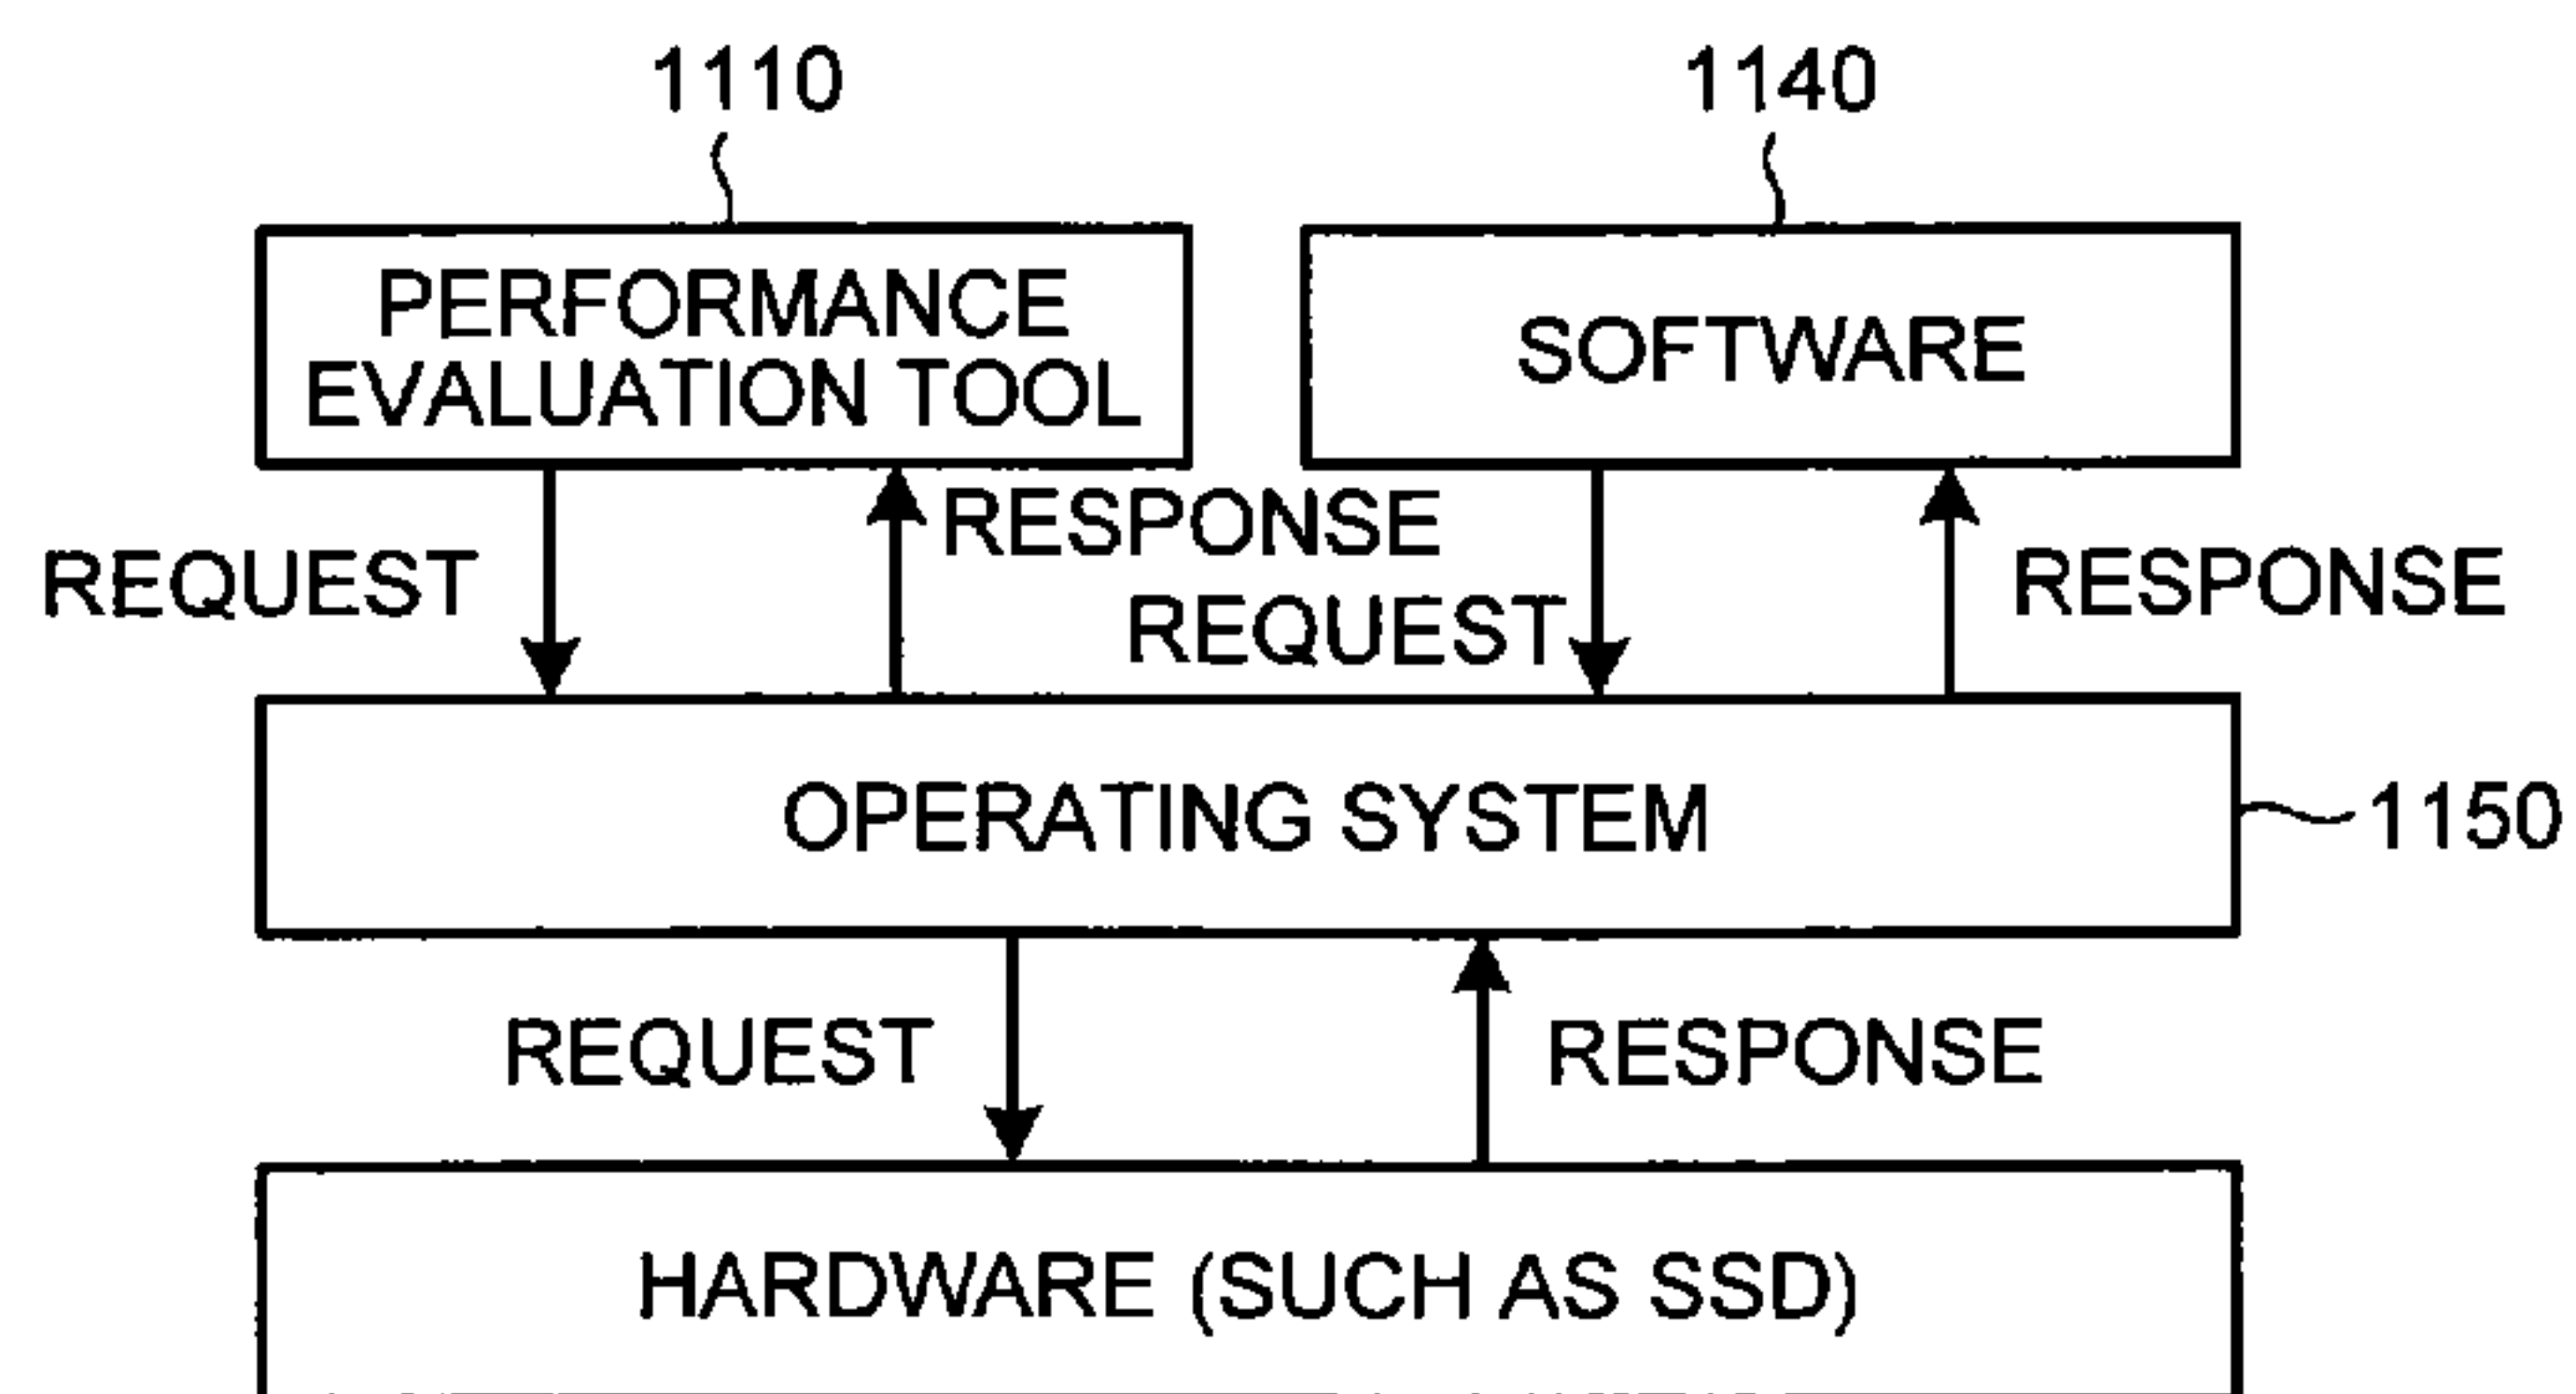 1110
1140
PERFORMANCE
EVALUATION TOOL
SOFTWARE
REQUEST
RESPONSE
REQUEST
RESPONSE
OPERATING SYSTEM
1150
REQUEST
RESPONSE
HARDWARE (SUCH AS SSD)